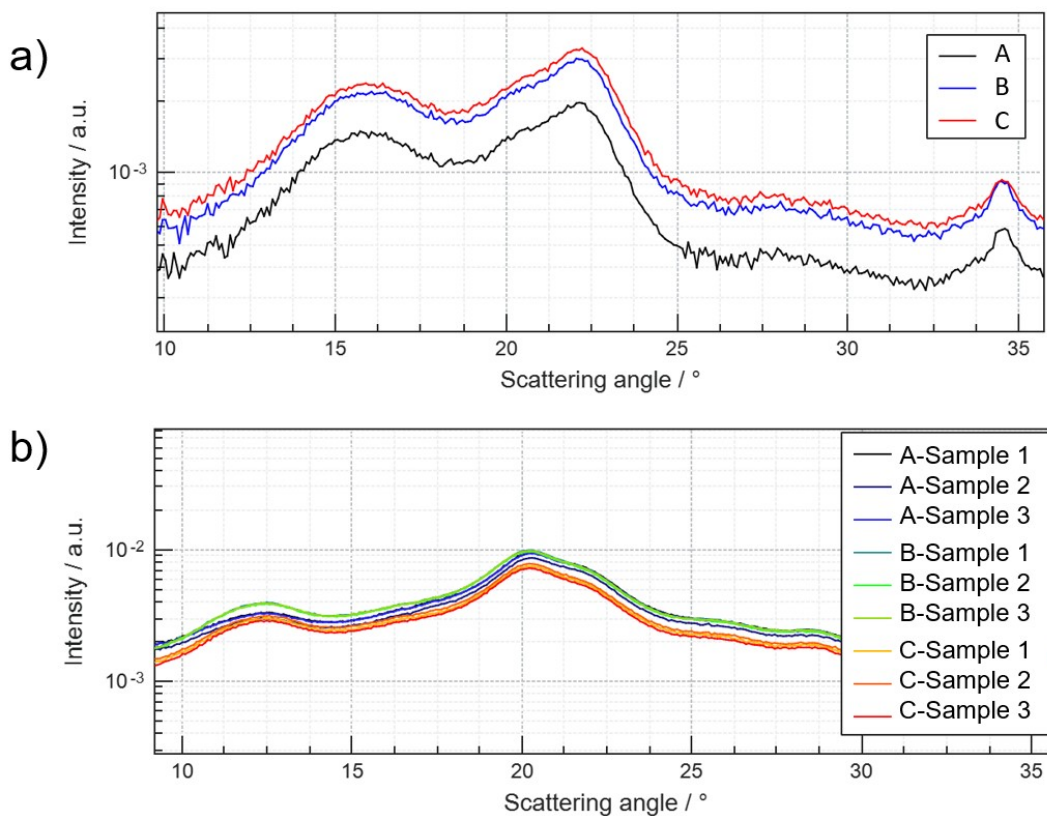 a)
Intensity / a.u.
10⁻³
A
B
C
10 15 20 25 30 35
Scattering angle / °
b)
Intensity / a.u.
10⁻²
10⁻³
A-Sample 1
A-Sample 2
A-Sample 3
B-Sample 1
B-Sample 2
B-Sample 3
C-Sample 1
C-Sample 2
C-Sample 3
10 15 20 25 30 35
Scattering angle / °